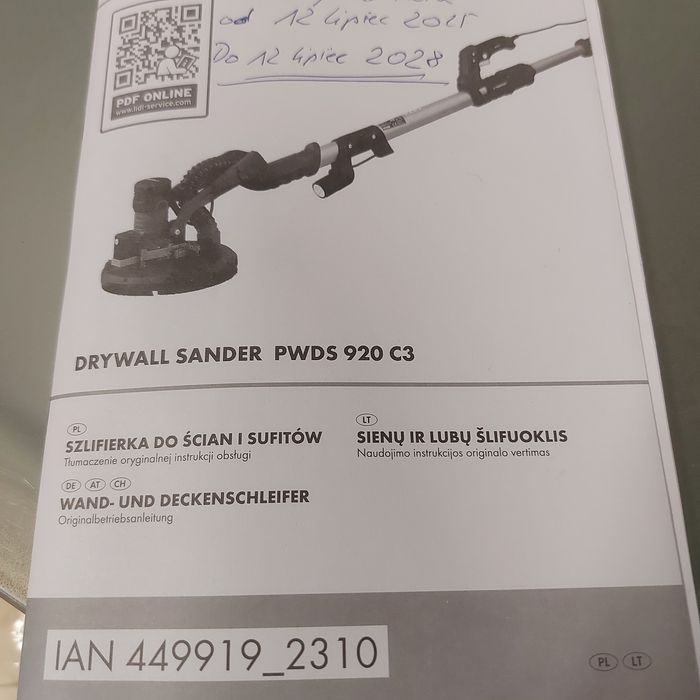 od 12 lipiec 2025
Do 12 lipiec 2028
PDF ONLINE
www.lidl-service.com
DRYWALL SANDER PWDS 920 C3
PL
SZLIFIERKA DO ŚCIAN I SUFITÓW
Tłumaczenie oryginalnej instrukcji obsługi
LT
SIENŲ IR LUBŲ ŠLIFUOKLIS
Naudojimo instrukcijos originalo vertimas
DE AT CH
WAND- UND DECKENSCHLEIFER
Originalbetriebsanleitung
IAN 449919_2310
PL LT